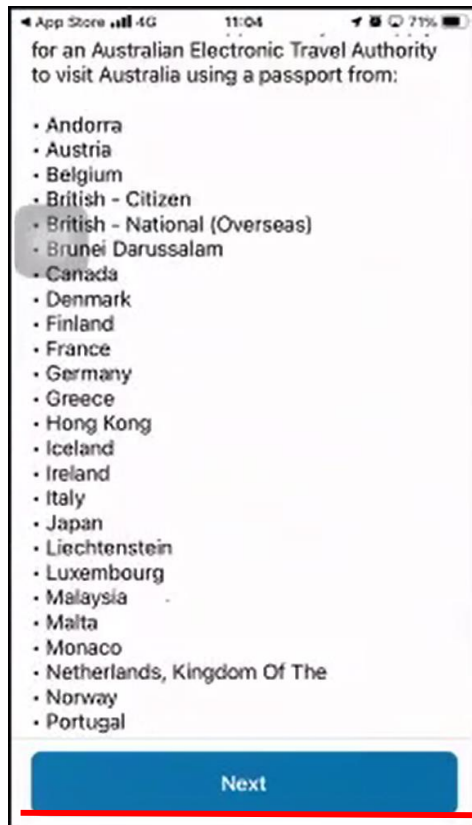 ◀ App Store 4G 11:04 71%
for an Australian Electronic Travel Authority
to visit Australia using a passport from:
• Andorra
• Austria
• Belgium
• British - Citizen
• British - National (Overseas)
• Brunei Darussalam
• Canada
• Denmark
• Finland
• France
• Germany
• Greece
• Hong Kong
• Iceland
• Ireland
• Italy
• Japan
• Liechtenstein
• Luxembourg
• Malaysia
• Malta
• Monaco
• Netherlands, Kingdom Of The
• Norway
• Portugal
Next